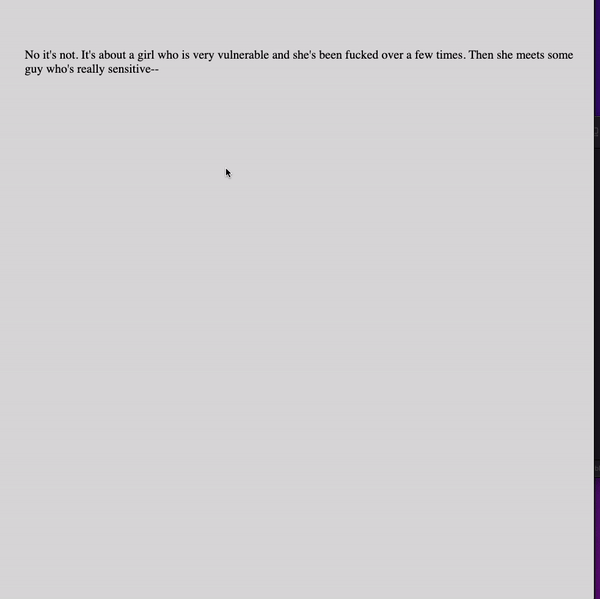 No it's not. It's about a girl who is very vulnerable and she's been fucked over a few times. Then she meets some
guy who's really sensitive--